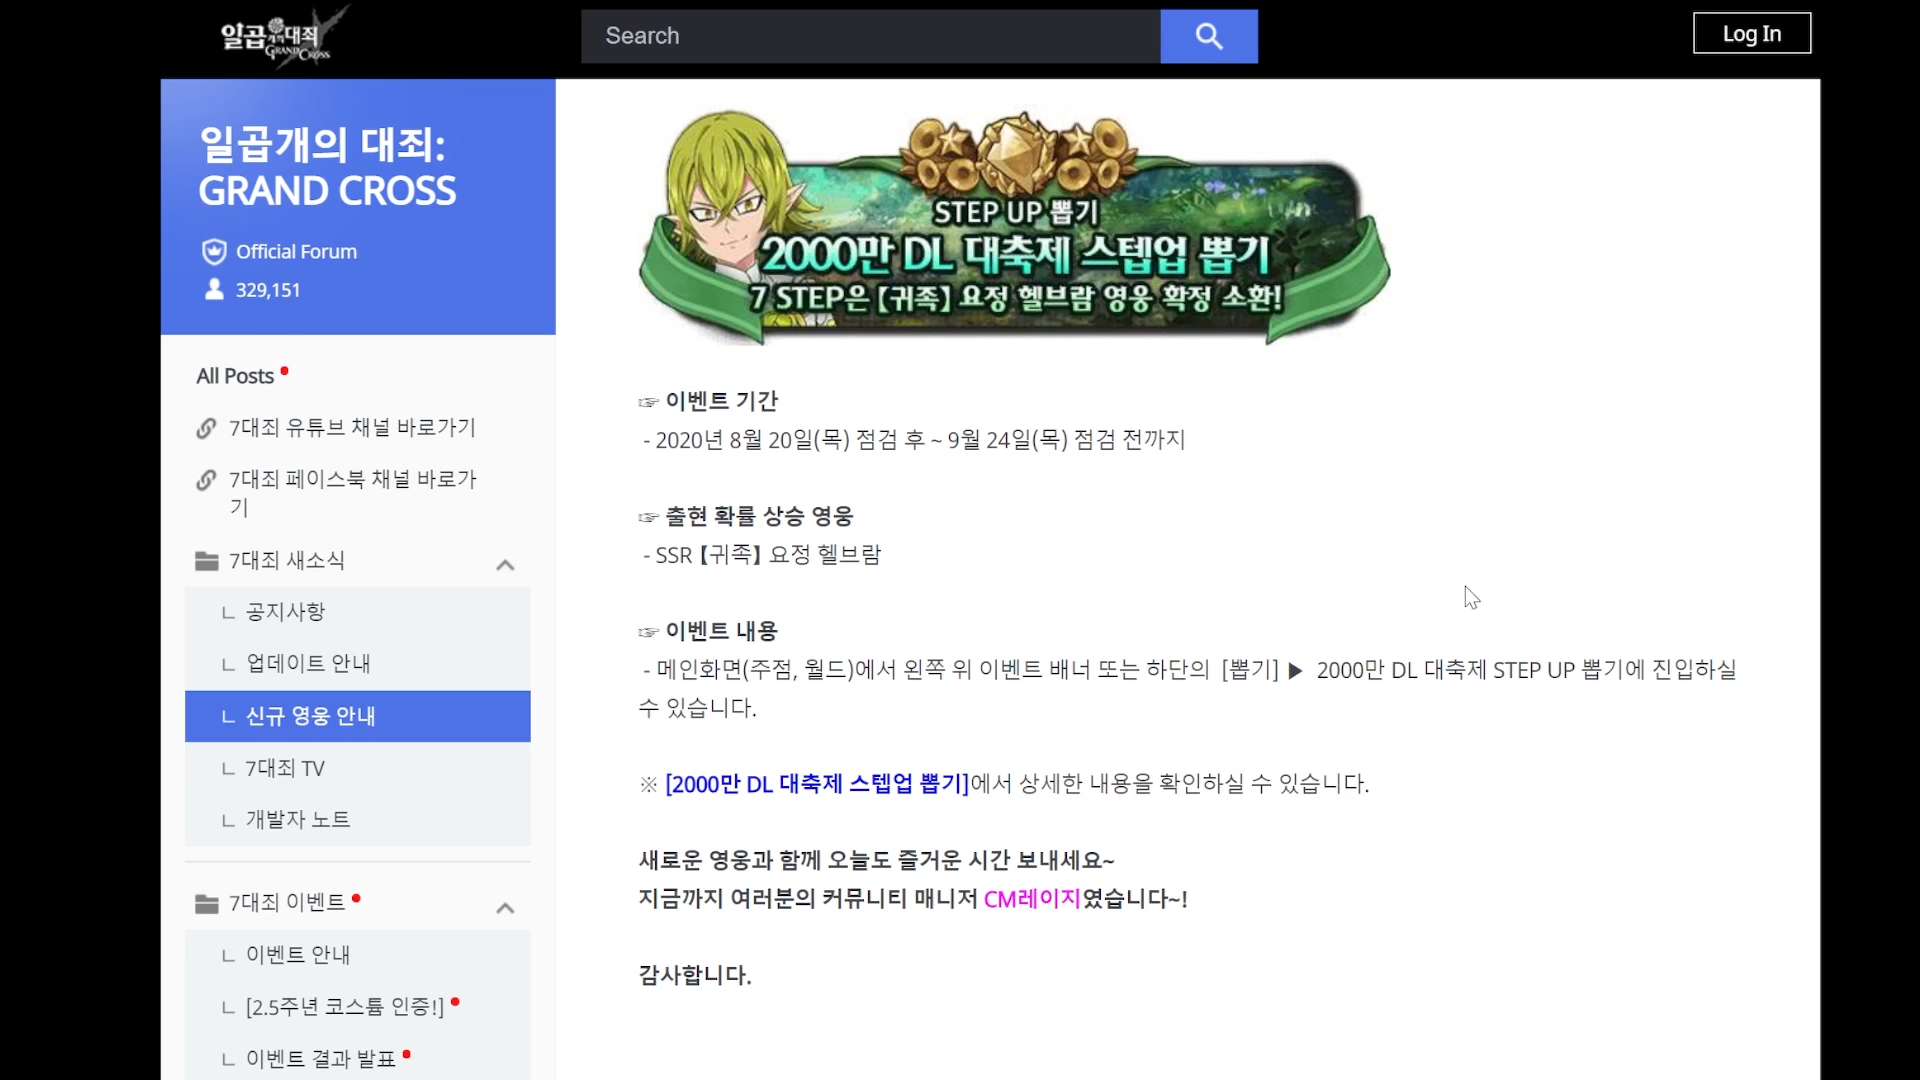 일곱개의대죄
GRAND CROSS
Search
Log In
일곱개의 대죄:
GRAND CROSS
Official Forum
329,151
All Posts
7대죄 유튜브 채널 바로가기
7대죄 페이스북 채널 바로가
기
7대죄 새소식
ㄴ 공지사항
ㄴ 업데이트 안내
ㄴ 신규 영웅 안내
ㄴ 7대죄 TV
ㄴ 개발자 노트
7대죄 이벤트
ㄴ 이벤트 안내
ㄴ [2.5주년 코스튬 인증!]
ㄴ 이벤트 결과 발표
STEP UP 뽑기
2000만 DL 대축제 스텝업 뽑기
7 STEP은 【귀족】 요정 헬브람 영웅 확정 소환!
☞ 이벤트 기간
- 2020년 8월 20일(목) 점검 후 ~ 9월 24일(목) 점검 전까지
☞ 출현 확률 상승 영웅
- SSR 【귀족】 요정 헬브람
☞ 이벤트 내용
- 메인화면(주점, 월드)에서 왼쪽 위 이벤트 배너 또는 하단의 [뽑기] ▶ 2000만 DL 대축제 STEP UP 뽑기에 진입하실
수 있습니다.
※ [2000만 DL 대축제 스텝업 뽑기]에서 상세한 내용을 확인하실 수 있습니다.
새로운 영웅과 함께 오늘도 즐거운 시간 보내세요~
지금까지 여러분의 커뮤니티 매니저 CM레이지였습니다~!
감사합니다.